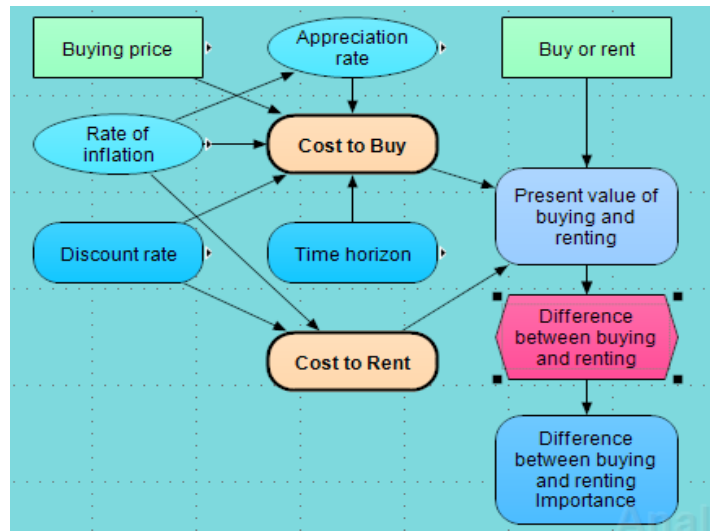 Buying price
Appreciation
rate
Buy or rent
Rate of
inflation
Cost to Buy
Present value of
buying and
renting
Discount rate
Time horizon
Difference
between buying
and renting
Cost to Rent
Difference
between buying
and renting
Importance